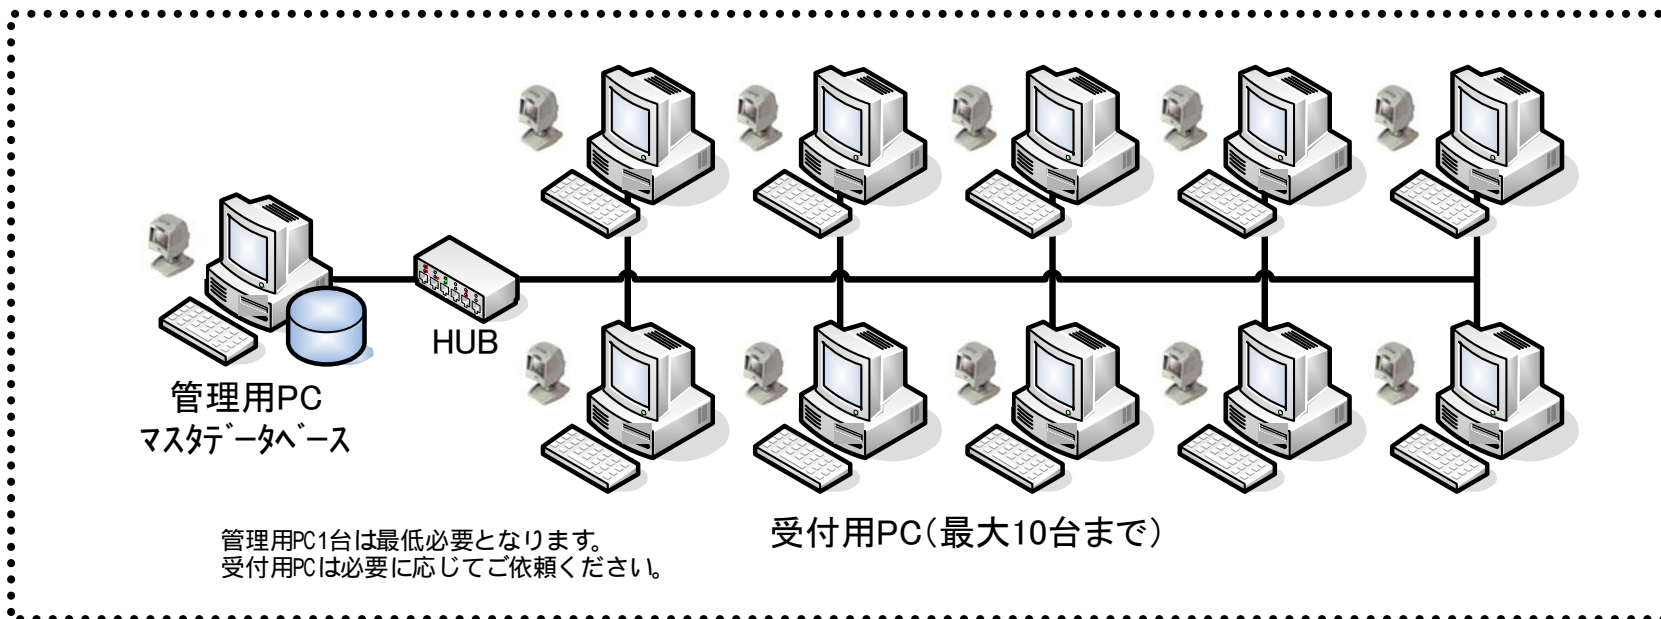 HUB
管理用PC
ﾏｽﾀﾃﾞｰﾀﾍﾞｰｽ
受付用PC(最大10台まで)
管理用PC1台は最低必要となります。
受付用PCは必要に応じてご依頼ください。